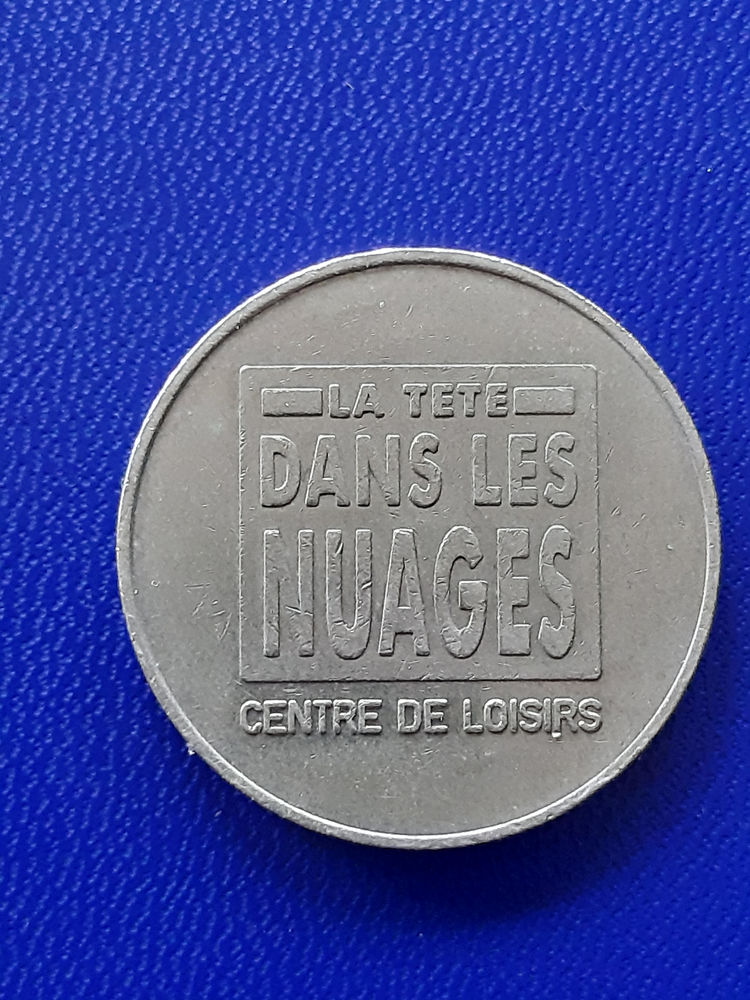 LA TETE
DANS LES
NUAGES
CENTRE DE LOISIRS